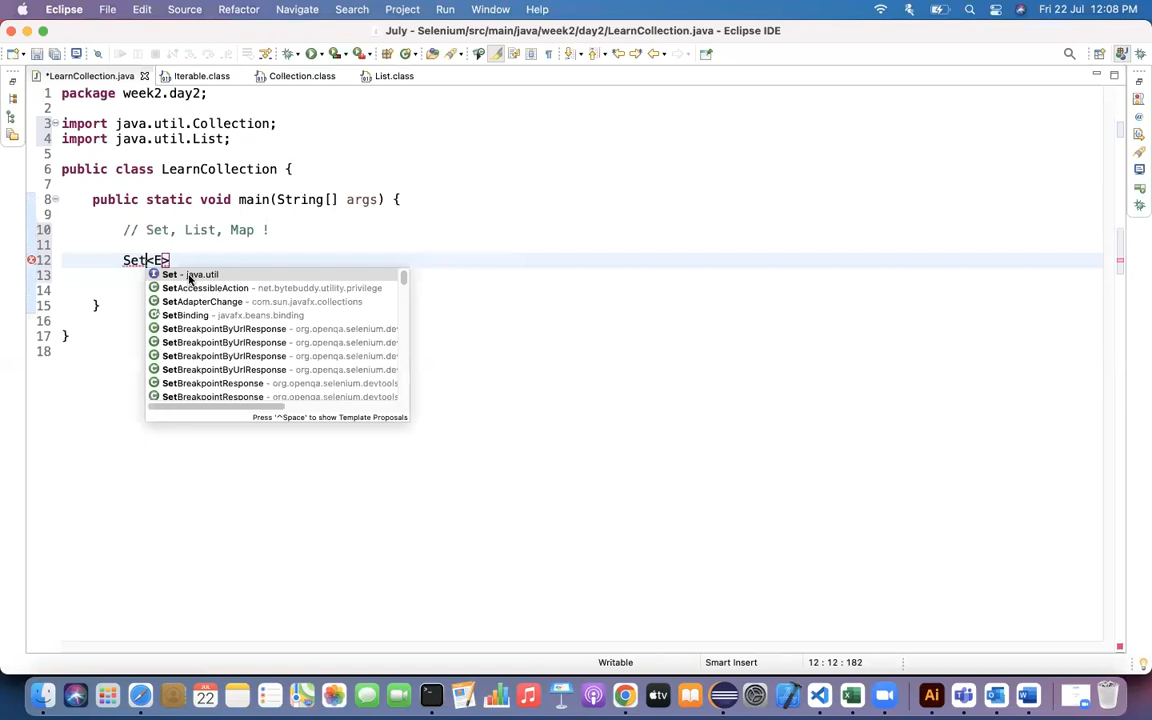 Eclipse File Edit Source Refactor Navigate Search Project Run Window Help Fri 22 Jul 12:08 PM
July - Selenium/src/main/java/week2/day2/LearnCollection.java - Eclipse IDE
*LearnCollection.java Iterable.class Collection.class List.class
1 package week2.day2;
2
3 import java.util.Collection;
4 import java.util.List;
5
6 public class LearnCollection {
7
8 public static void main(String[] args) {
9
10 // Set, List, Map !
11
12 Set<E>
13
14
15 }
16
17 }
18
Set - java.util
SetAccessibleAction - net.bytebuddy.utility.privilege
SetAdapterChange - com.sun.javafx.collections
SetBinding - javafx.beans.binding
SetBreakpointByUrlResponse - org.openqa.selenium.de
SetBreakpointByUrlResponse - org.openqa.selenium.de
SetBreakpointByUrlResponse - org.openqa.selenium.de
SetBreakpointByUrlResponse - org.openqa.selenium.de
SetBreakpointResponse - org.openqa.selenium.devtools
SetBreakpointResponse - org.openqa.selenium.devtools
Press '^Space' to show Template Proposals
Writable Smart Insert 12 : 12 : 182
JUL 22 tv Ai